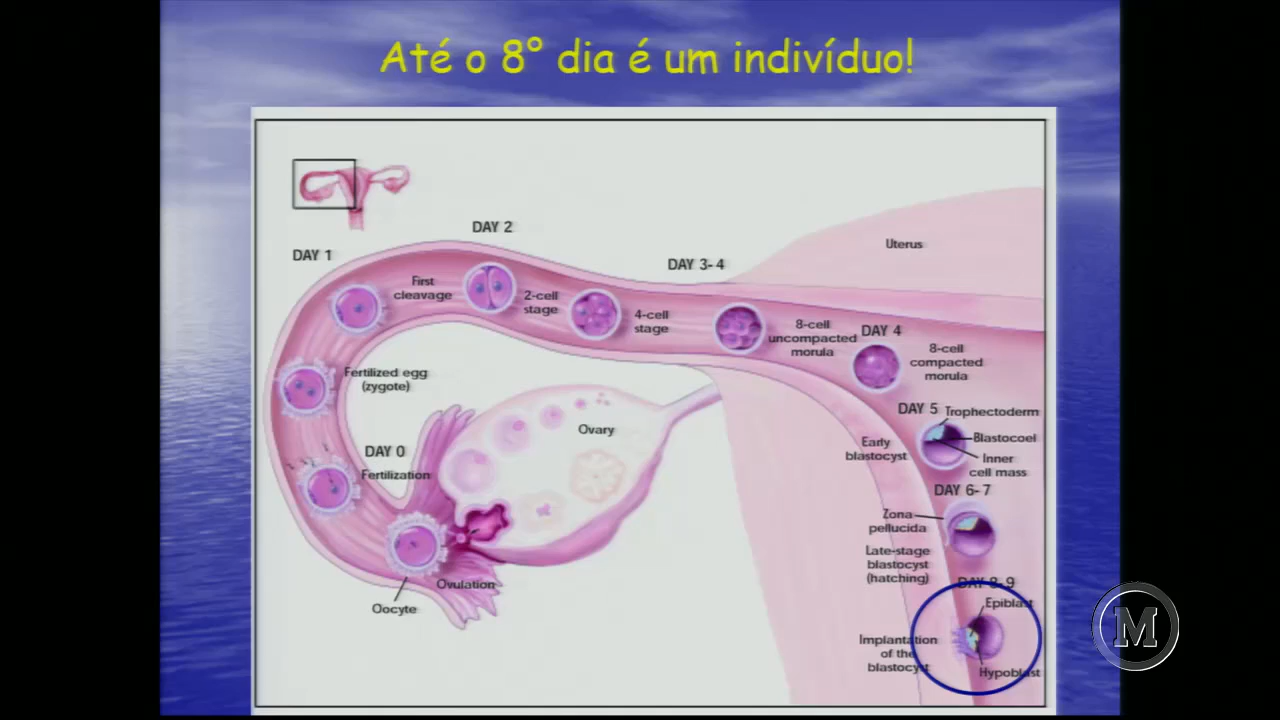 Até o 8° dia é um indivíduo!
DAY 2
DAY 1
Uterus
DAY 3-4
First
cleavage
2-cell
stage
4-cell
stage
8-cell
uncompacted
morula
DAY 4
8-cell
compacted
morula
Fertilized egg
(zygote)
DAY 5
Trophectoderm
Blastocoel
Inner
cell mass
Early
blastocyst
Ovary
DAY 0
Fertilization
DAY 6-7
Zona
pellucida
Late-stage
blastocyst
(hatching)
Ovulation
Oocyte
DAY 8-9
Epiblast
Implantation
of the
blastocyst
Hypoblast
M